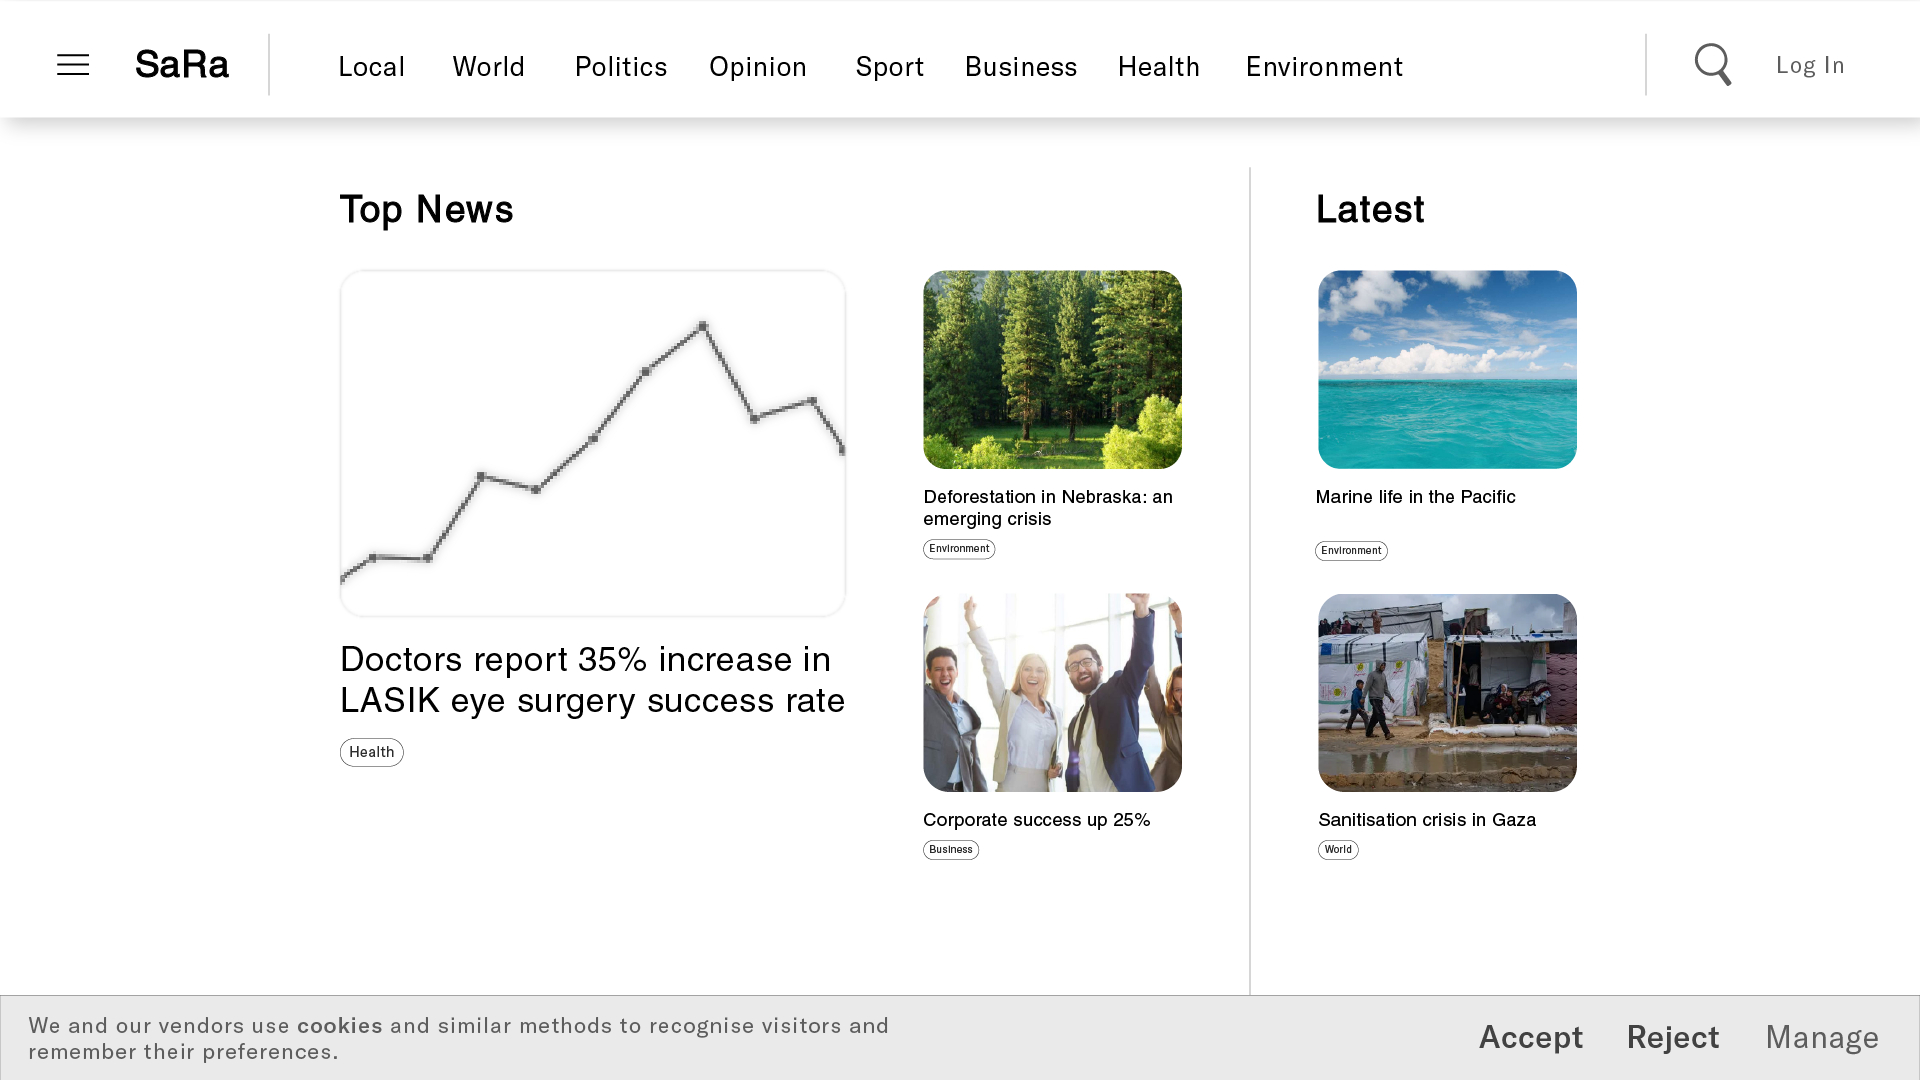 SaRa
Local World Politics Opinion Sport Business Health Environment
Log In
Top News
Doctors report 35% increase in
LASIK eye surgery success rate
Health
Deforestation in Nebraska: an
emerging crisis
Environment
Corporate success up 25%
Business
Latest
Marine life in the Pacific
Environment
Sanitisation crisis in Gaza
World
We and our vendors use cookies and similar methods to recognise visitors and
remember their preferences.
Accept Reject Manage